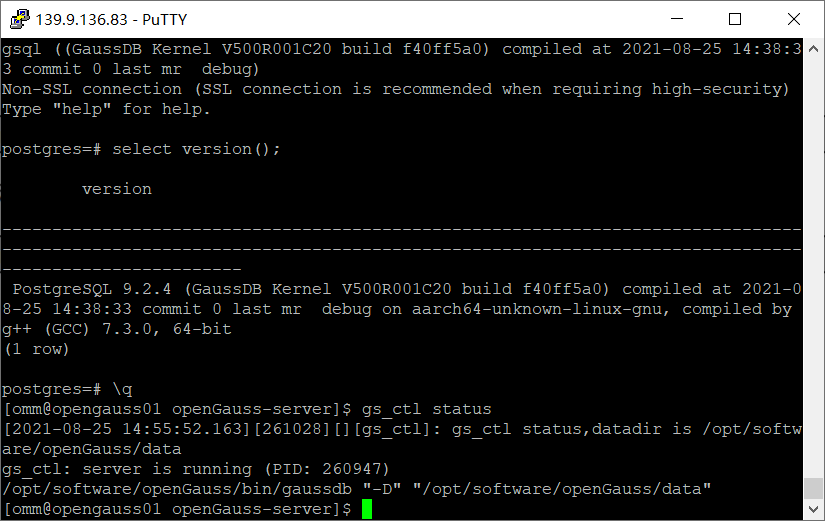 139.9.136.83 - PuTTY
gsql ((GaussDB Kernel V500R001C20 build f40ff5a0) compiled at 2021-08-25 14:38:3
3 commit 0 last mr  debug)
Non-SSL connection (SSL connection is recommended when requiring high-security)
Type "help" for help.
postgres=# select version();
        version
--------------------------------------------------------------------------------
--------------------------------------------------------------------------------
------------------------
 PostgreSQL 9.2.4 (GaussDB Kernel V500R001C20 build f40ff5a0) compiled at 2021-0
8-25 14:38:33 commit 0 last mr  debug on aarch64-unknown-linux-gnu, compiled by
g++ (GCC) 7.3.0, 64-bit
(1 row)
postgres=# \q
[omm@opengauss01 openGauss-server]$ gs_ctl status
[2021-08-25 14:55:52.163][261028][][gs_ctl]: gs_ctl status,datadir is /opt/softw
are/openGauss/data
gs_ctl: server is running (PID: 260947)
/opt/software/openGauss/bin/gaussdb "-D" "/opt/software/openGauss/data"
[omm@opengauss01 openGauss-server]$